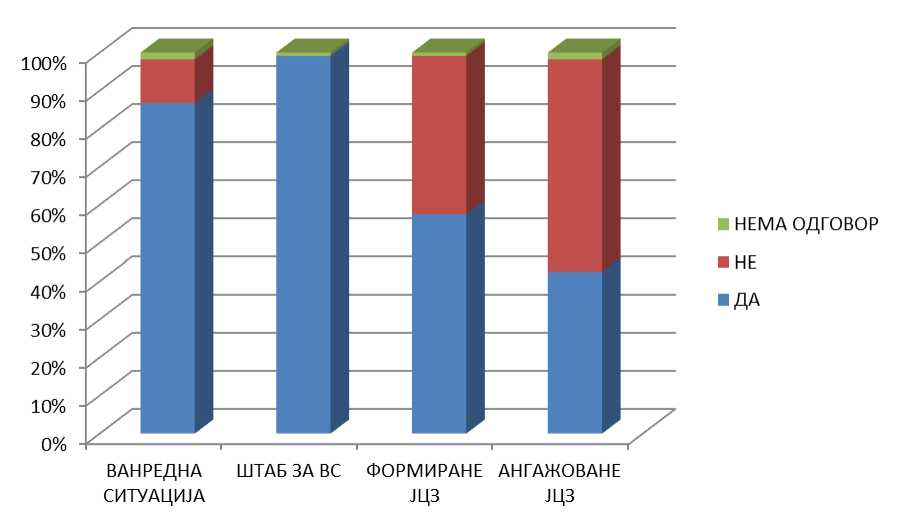 100%
90%
80%
70%
60%
50%
40%
30%
20%
10%
0%
ВАНРЕДНА
СИТУАЦИЈА
ШТАБ ЗА ВС
ФОРМИРАНЕ
ЈЦЗ
АНГАЖОВАНЕ
ЈЦЗ
НЕМА ОДГОВОР
НЕ
ДА